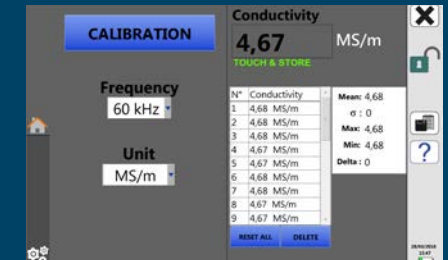 Conductivity
CALIBRATION
4,67 MS/m
TOUCH & STORE
Frequency
60 kHz
Unit
MS/m
N° Conductivity
1 4,68 MS/m
2 4,68 MS/m
3 4,68 MS/m
4 4,67 MS/m
5 4,67 MS/m
6 4,68 MS/m
7 4,68 MS/m
8 4,67 MS/m
9 4,67 MS/m
Mean: 4,68
σ : 0
Max: 4,68
Min: 4,68
Delta : 0
RESET ALL DELETE
?